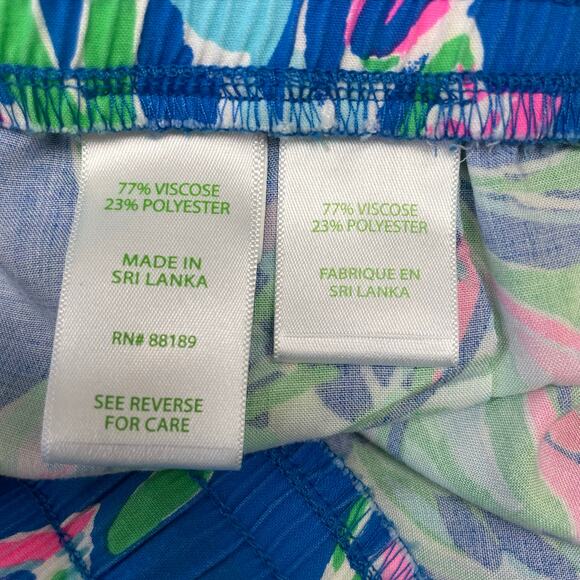 77% VISCOSE
23% POLYESTER
MADE IN
SRI LANKA
RN# 88189
SEE REVERSE
FOR CARE
77% VISCOSE
23% POLYESTER
FABRIQUE EN
SRI LANKA